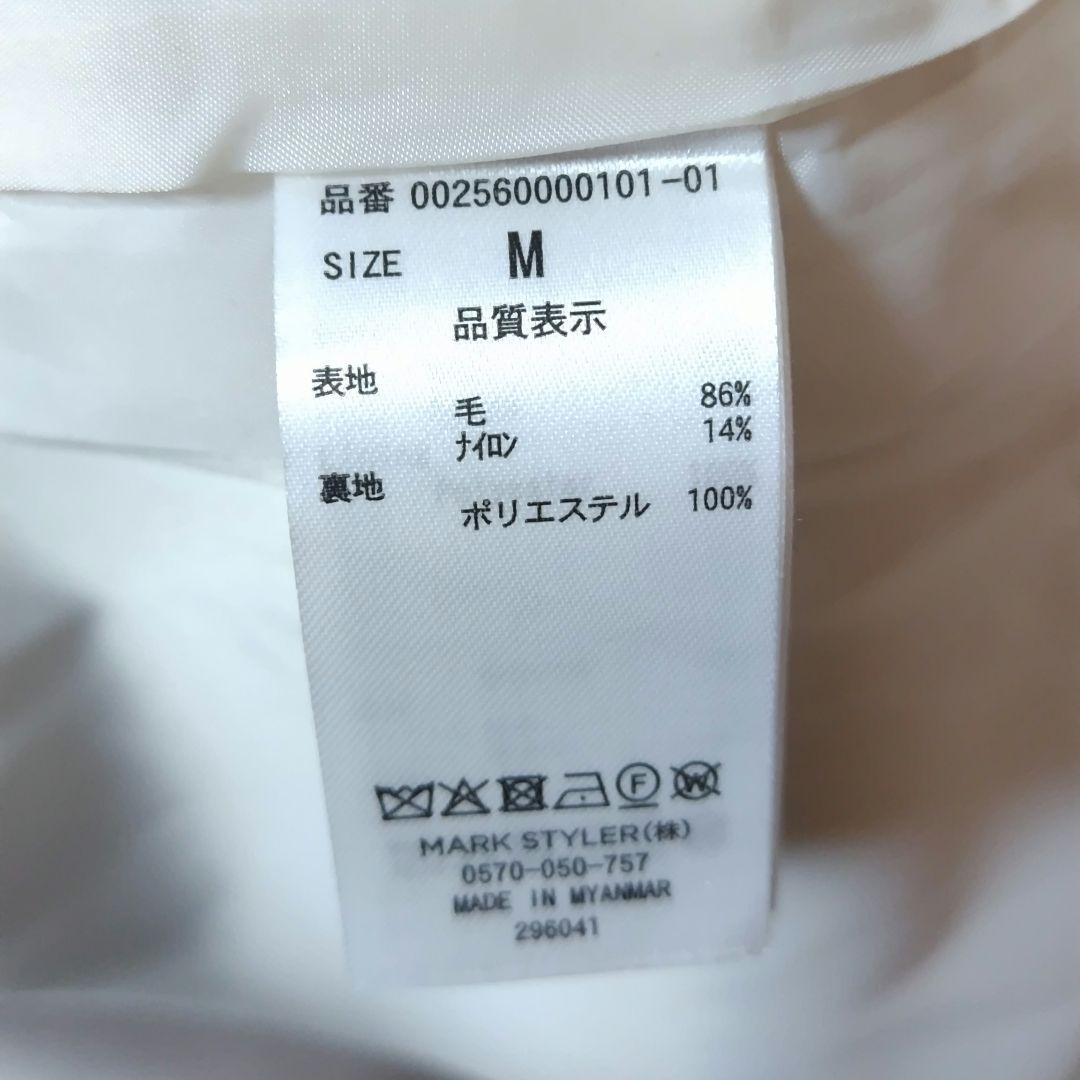 品番 002560000101-01
SIZE M
品質表示
表地
毛 86%
ナイロン 14%
裏地
ポリエステル 100%
F W
MARK STYLER(株)
0570-050-757
MADE IN MYANMAR
296041